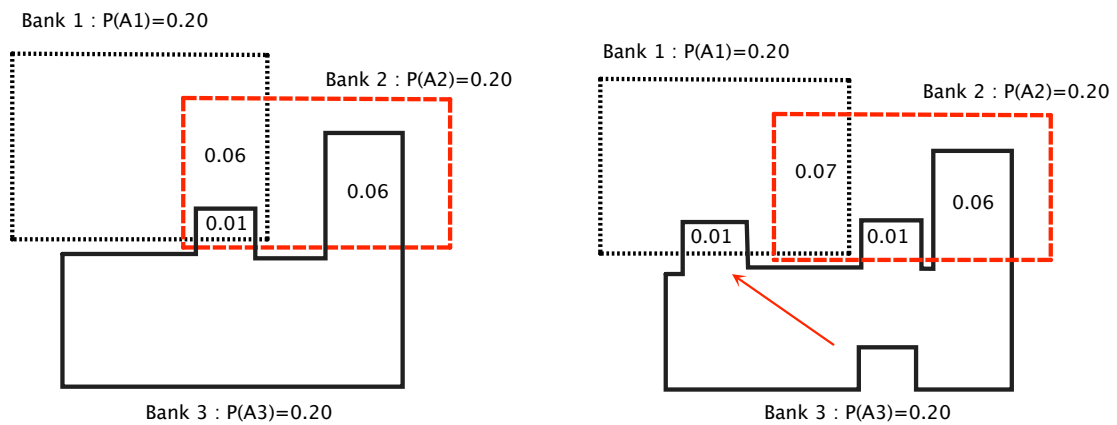 Bank 1 : P(A1)=0.20
Bank 2 : P(A2)=0.20
0.06
0.06
0.01
Bank 3 : P(A3)=0.20
Bank 1 : P(A1)=0.20
Bank 2 : P(A2)=0.20
0.07
0.06
0.01
0.01
Bank 3 : P(A3)=0.20